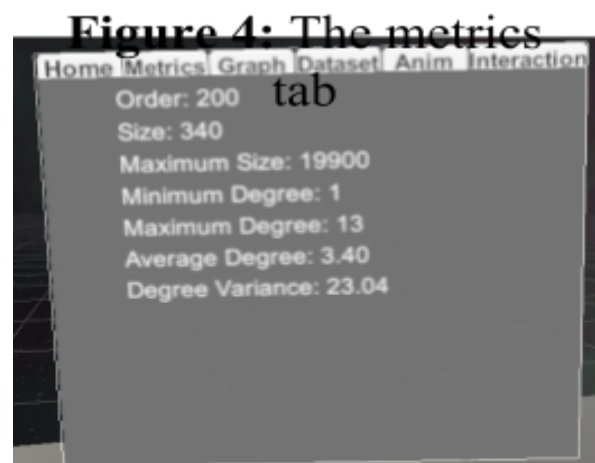 Figure 4: The metrics
tab
Home Metrics Graph Dataset Anim Interaction
Order: 200
Size: 340
Maximum Size: 19900
Minimum Degree: 1
Maximum Degree: 13
Average Degree: 3.40
Degree Variance: 23.04